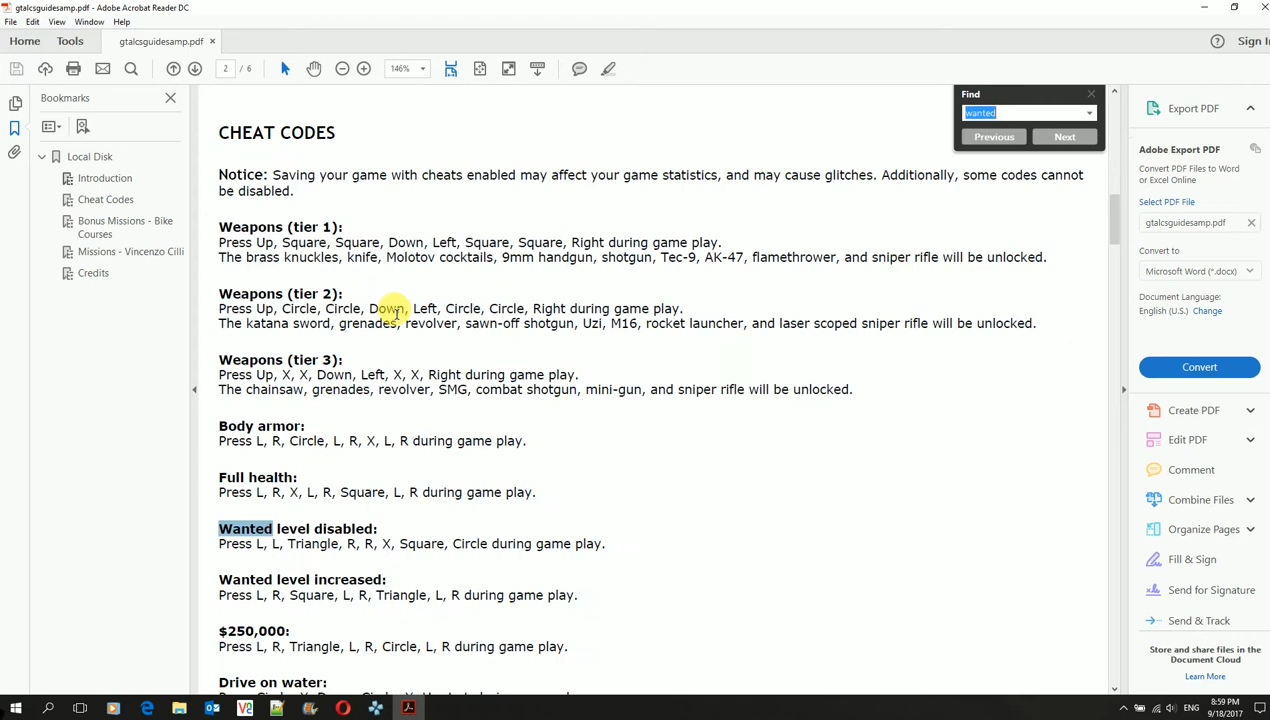 gtalcsguidesamp.pdf - Adobe Acrobat Reader DC
File Edit View Window Help
Home Tools gtalcsguidesamp.pdf × Sign In
2 / 6 146%
Bookmarks
Local Disk
Introduction
Cheat Codes
Bonus Missions - Bike
Courses
Missions - Vincenzo Cilli
Credits
Find
wanted
Previous Next
CHEAT CODES
Notice: Saving your game with cheats enabled may affect your game statistics, and may cause glitches. Additionally, some codes cannot
be disabled.
Weapons (tier 1):
Press Up, Square, Square, Down, Left, Square, Square, Right during game play.
The brass knuckles, knife, Molotov cocktails, 9mm handgun, shotgun, Tec-9, AK-47, flamethrower, and sniper rifle will be unlocked.
Weapons (tier 2):
Press Up, Circle, Circle, Down, Left, Circle, Circle, Right during game play.
The katana sword, grenades, revolver, sawn-off shotgun, Uzi, M16, rocket launcher, and laser scoped sniper rifle will be unlocked.
Weapons (tier 3):
Press Up, X, X, Down, Left, X, X, Right during game play.
The chainsaw, grenades, revolver, SMG, combat shotgun, mini-gun, and sniper rifle will be unlocked.
Body armor:
Press L, R, Circle, L, R, X, L, R during game play.
Full health:
Press L, R, X, L, R, Square, L, R during game play.
Wanted level disabled:
Press L, L, Triangle, R, R, X, Square, Circle during game play.
Wanted level increased:
Press L, R, Square, L, R, Triangle, L, R during game play.
$250,000:
Press L, R, Triangle, L, R, Circle, L, R during game play.
Drive on water:
Export PDF
Adobe Export PDF
Convert PDF Files to Word
or Excel Online
Select PDF File
gtalcsguidesamp.pdf
Convert to
Microsoft Word (*.docx)
Document Language:
English (U.S.) Change
Convert
Create PDF
Edit PDF
Comment
Combine Files
Organize Pages
Fill & Sign
Send for Signature
Send & Track
Store and share files in the
Document Cloud
Learn More
ENG
8:59 PM
9/18/2017